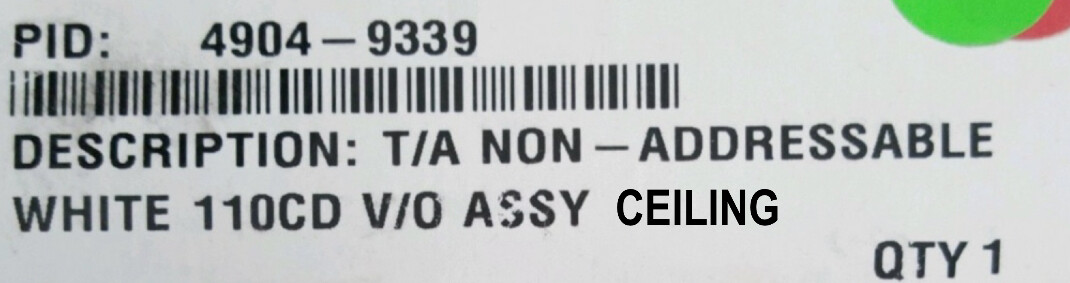 PID: 4904-9339
DESCRIPTION: T/A NON-ADDRESSABLE
WHITE 110CD V/O ASSY CEILING
QTY 1